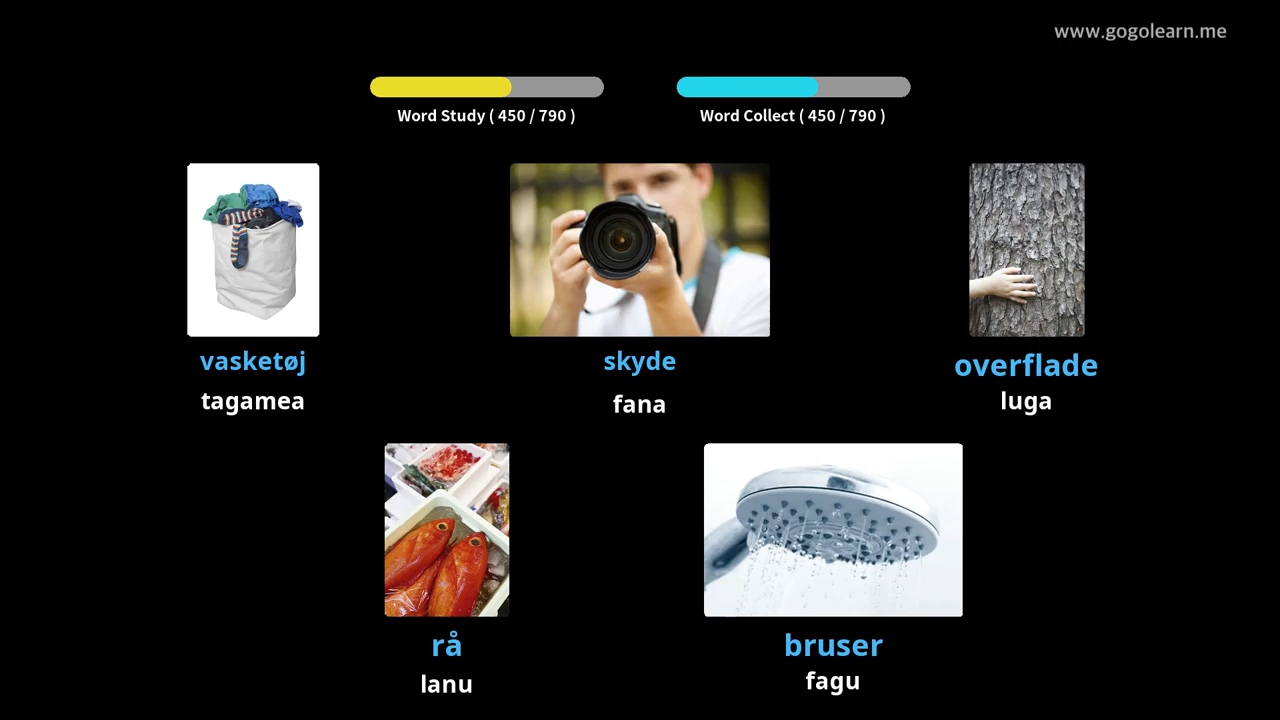 www.gogolearn.me
Word Study ( 450 / 790 )
Word Collect ( 450 / 790 )
vasketøj
tagamea
skyde
fana
overflade
luga
rå
lanu
bruser
fagu